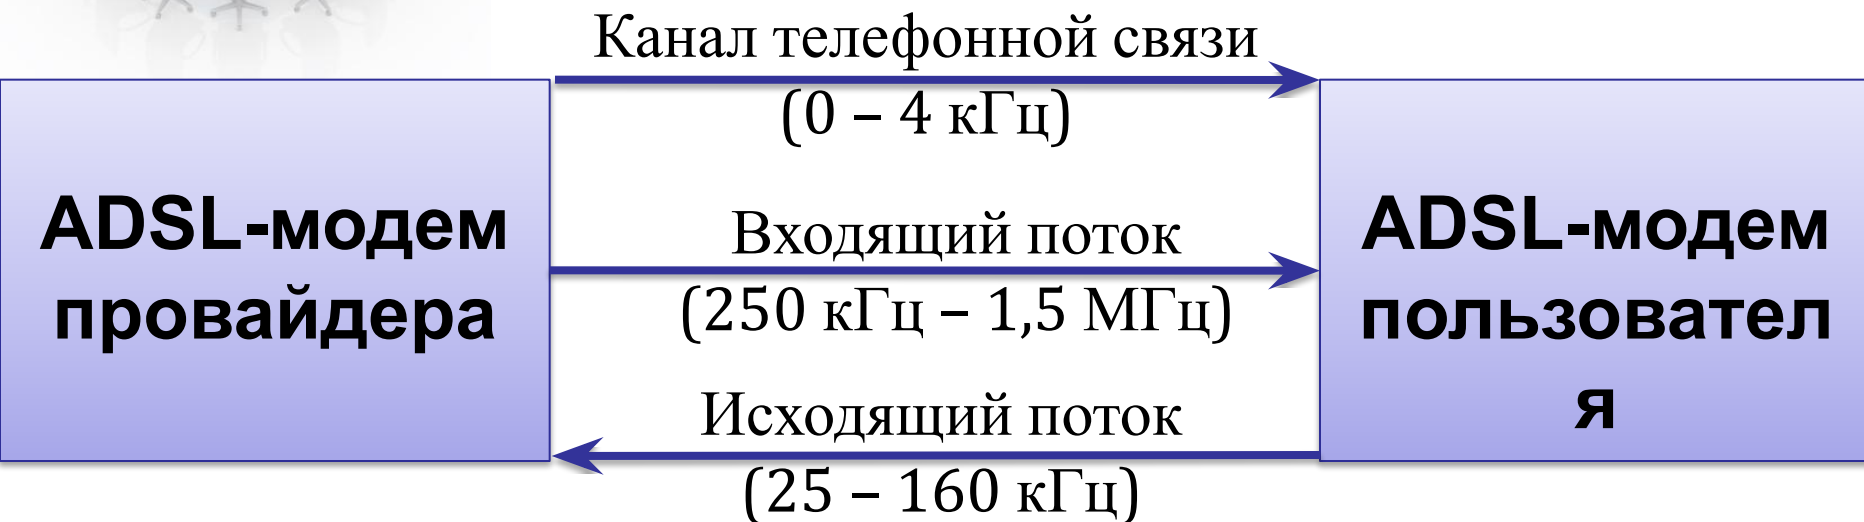 Канал телефонной связи
(0 – 4 кГц)
ADSL-модем
провайдера
Входящий поток
(250 кГц – 1,5 МГц)
Исходящий поток
(25 – 160 кГц)
ADSL-модем
пользовател
я